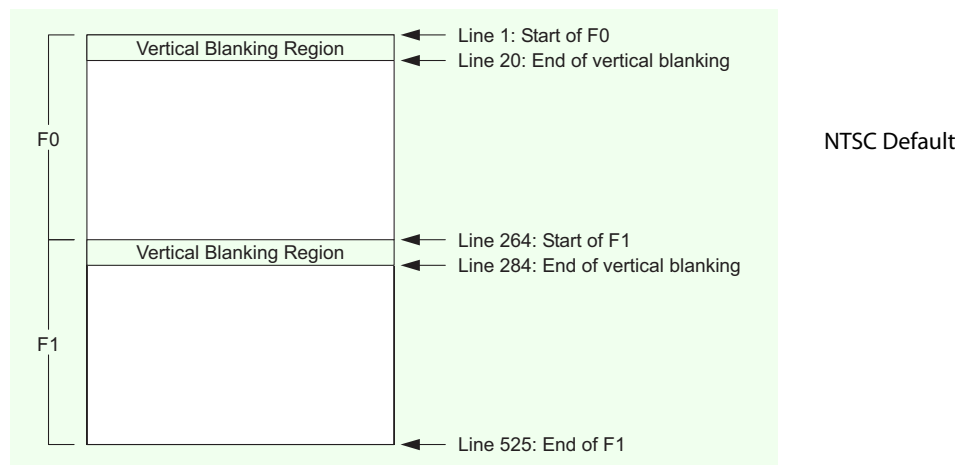 Line 1: Start of F0
Vertical Blanking Region
Line 20: End of vertical blanking
F0
NTSC Default
Line 264: Start of F1
Vertical Blanking Region
Line 284: End of vertical blanking
F1
Line 525: End of F1